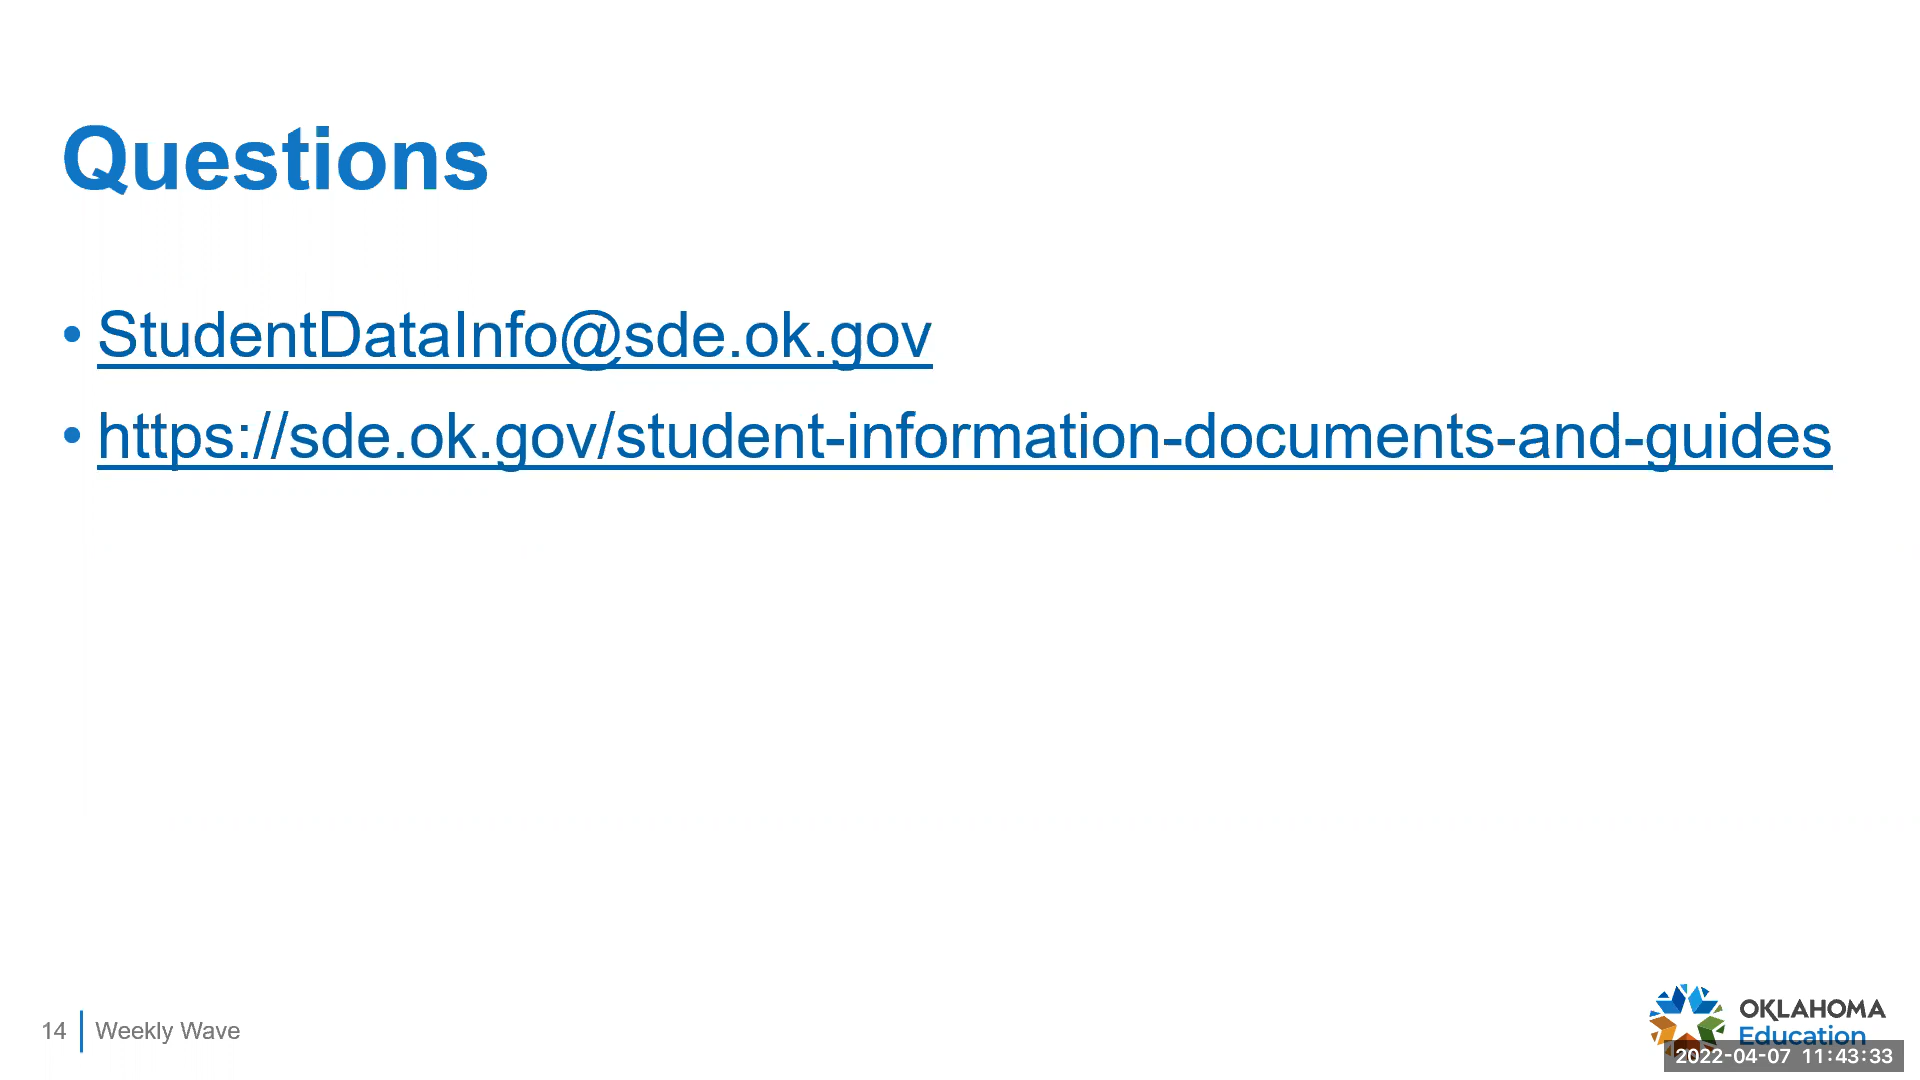 Questions
• StudentDataInfo@sde.ok.gov
• https://sde.ok.gov/student-information-documents-and-guides
14 Weekly Wave
OKLAHOMA
Education
2022-04-07 11:43:33